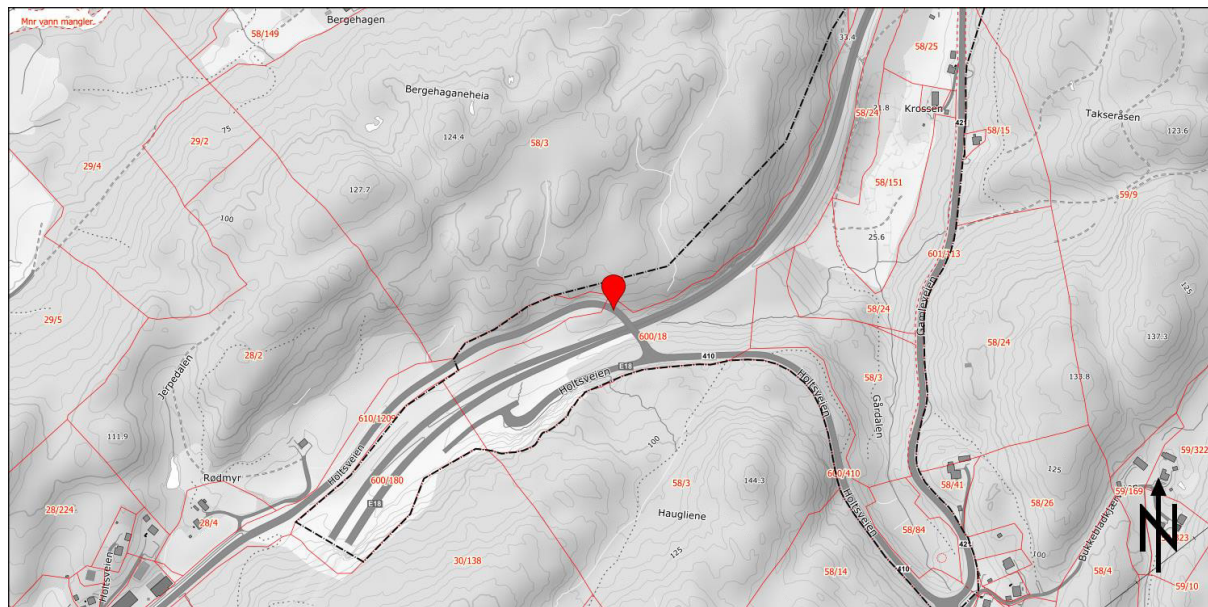 Mnr vann mangler
Bergehagen
58/149
33.4
58/25
Bergehaganeheia
Krossen
Takseråsen
58/24
21.8
42
58/15
123.6
29/2
75
124.4
58/3
29/4
58/151
59/9
127.7
100
25.6
601/113
125
Gamleveien
29/5
58/24
58/24
600/18
137.3
28/2
410
E18
Holtsveien
Holtsveien
58/3
133.8
Jerpedalen
Gårdalen
610/1209
111.9
100
Holtsveien
59/322
Rødmyr
600/180
58/3
144.3
600/410
58/41
59/169
E18
28/224
28/4
Haugliene
Holtsveien
58/26
Bukkebladkjær
N
58/84
42
125
100
Holtsveien
30/138
58/14
410
58/4
59/10